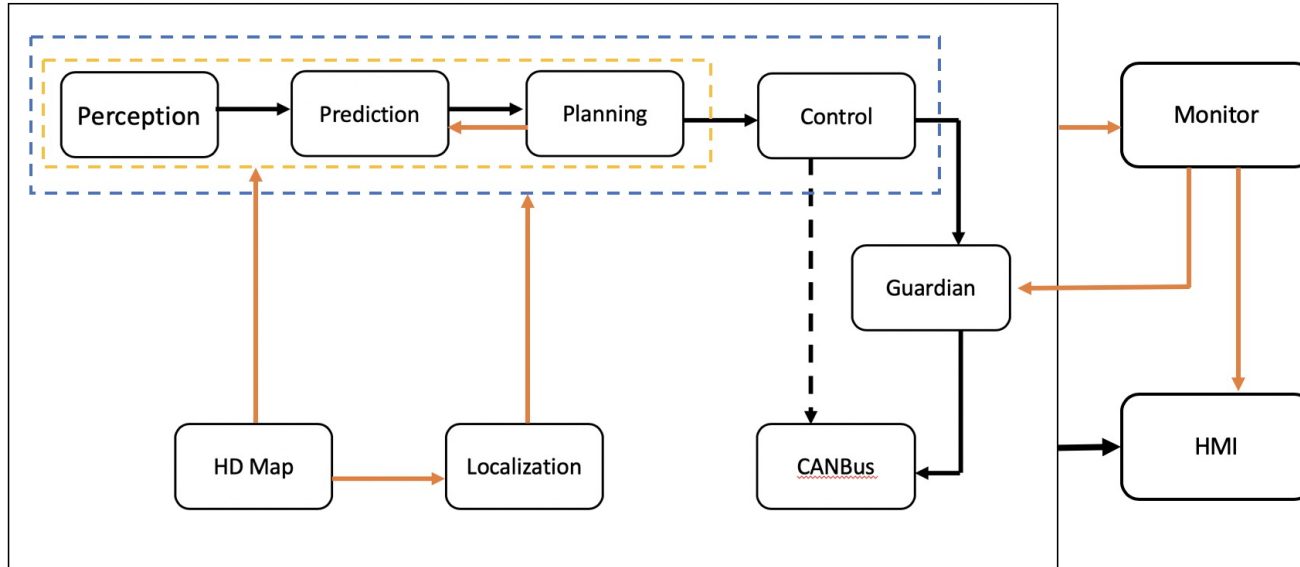 Perception
Prediction
Planning
Control
Monitor
Guardian
HD Map
Localization
CANBus
HMI